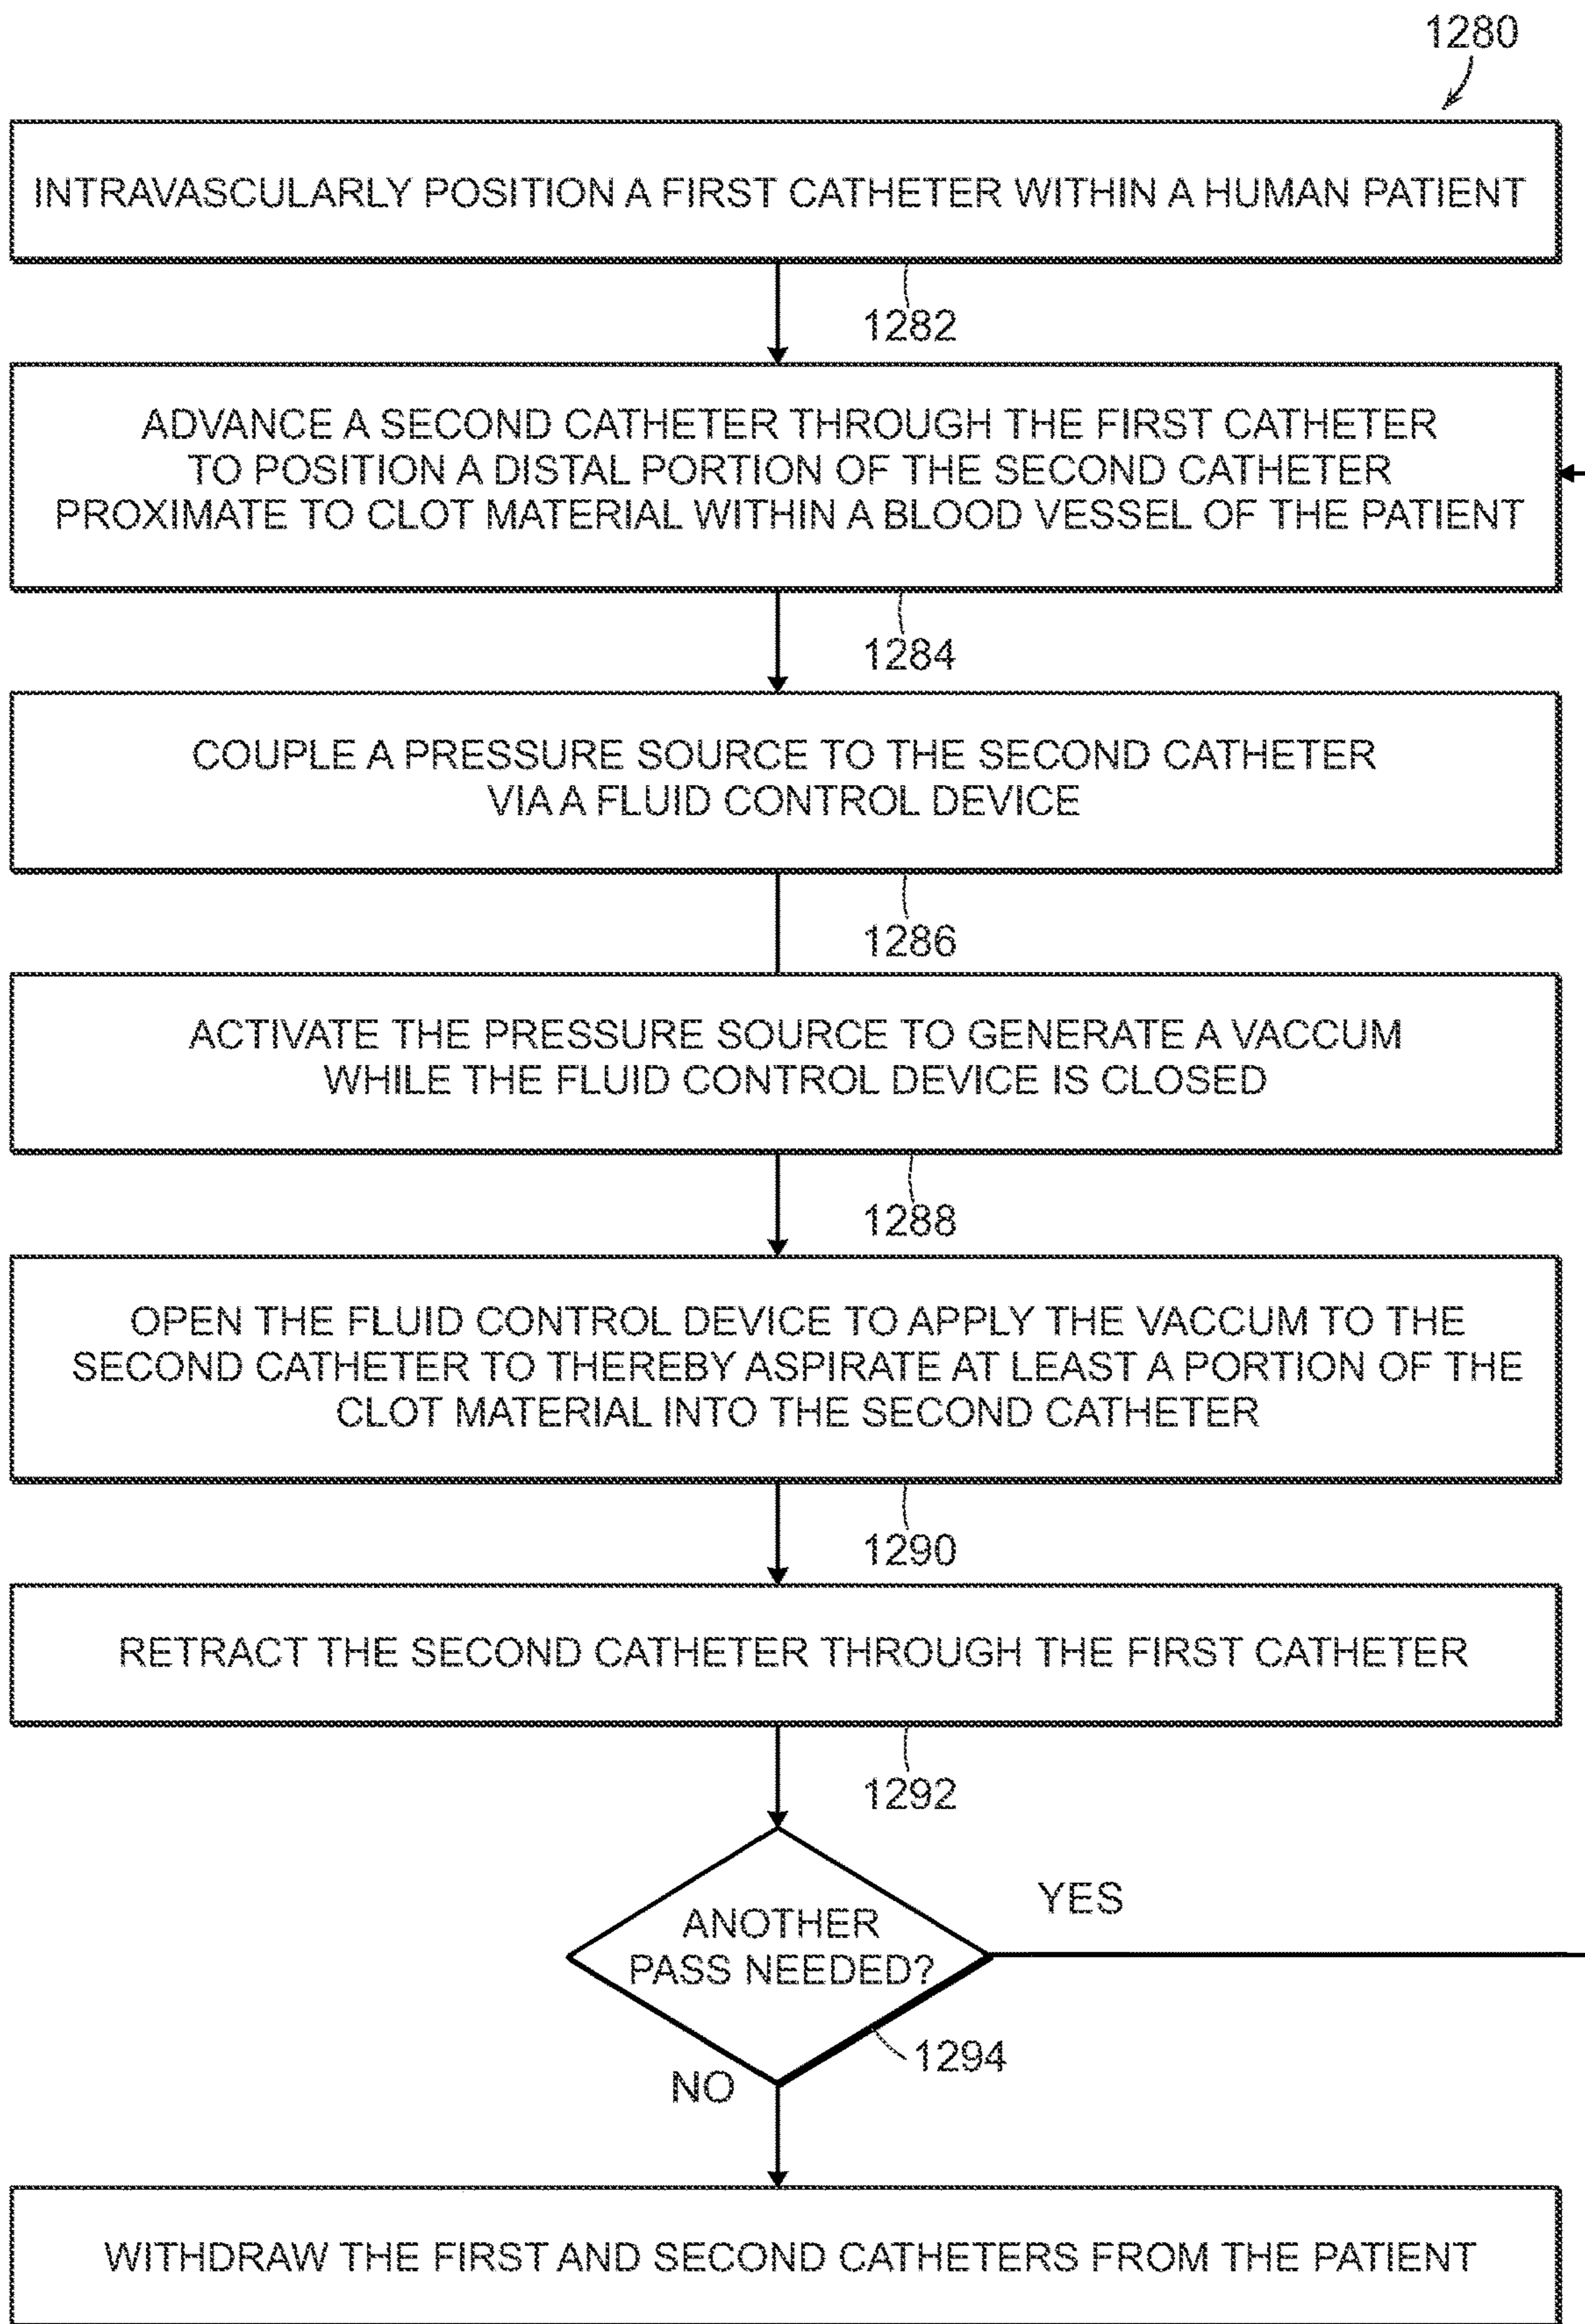 1280
INTRAVASCULARLY POSITION A FIRST CATHETER WITHIN A HUMAN PATIENT
1282
ADVANCE A SECOND CATHETER THROUGH THE FIRST CATHETER
TO POSITION A DISTAL PORTION OF THE SECOND CATHETER
PROXIMATE TO CLOT MATERIAL WITHIN A BLOOD VESSEL OF THE PATIENT
1284
COUPLE A PRESSURE SOURCE TO THE SECOND CATHETER
VIA A FLUID CONTROL DEVICE
1286
ACTIVATE THE PRESSURE SOURCE TO GENERATE A VACCUM
WHILE THE FLUID CONTROL DEVICE IS CLOSED
1288
OPEN THE FLUID CONTROL DEVICE TO APPLY THE VACCUM TO THE
SECOND CATHETER TO THEREBY ASPIRATE AT LEAST A PORTION OF THE
CLOT MATERIAL INTO THE SECOND CATHETER
1290
RETRACT THE SECOND CATHETER THROUGH THE FIRST CATHETER
1292
YES
ANOTHER
PASS NEEDED?
1294
NO
WITHDRAW THE FIRST AND SECOND CATHETERS FROM THE PATIENT